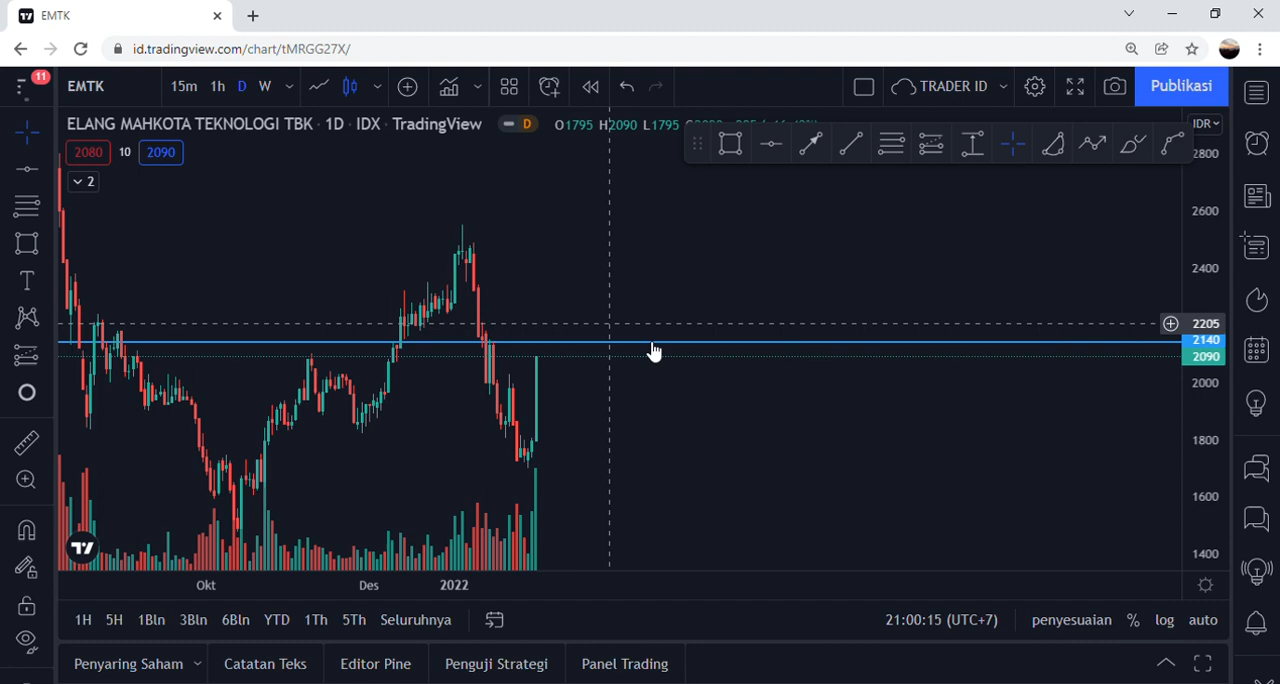 EMTK
id.tradingview.com/chart/tMRGG27X/
11
EMTK 15m 1h D W TRADER ID Publikasi
ELANG MAHKOTA TEKNOLOGI TBK · 1D · IDX · TradingView D O1795 H2090 L1795
IDR
2080 10 2090
2
2800
2600
2400
2205
2140
2090
2000
1800
1600
1400
Okt Des 2022
1H 5H 1Bln 3Bln 6Bln YTD 1Th 5Th Seluruhnya 21:00:15 (UTC+7) penyesuaian % log auto
Penyaring Saham Catatan Teks Editor Pine Penguji Strategi Panel Trading